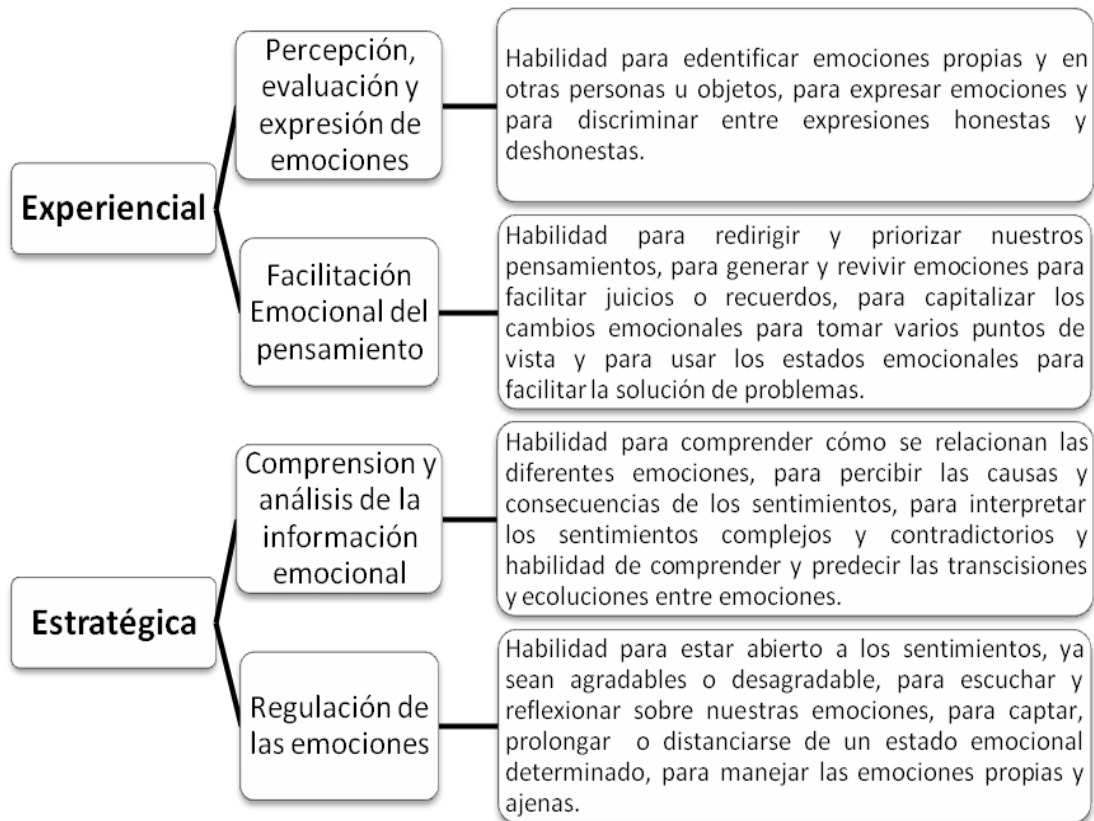 Experiencial
Percepción,
evaluación y
expresión de
emociones
Habilidad para edentificar emociones propias y en
otras personas u objetos, para expresar emociones y
para discriminar entre expresiones honestas y
deshonestas.
Facilitación
Emocional del
pensamiento
Habilidad para redirigir y priorizar nuestros
pensamientos, para generar y revivir emociones para
facilitar juicios o recuerdos, para capitalizar los
cambios emocionales para tomar varios puntos de
vista y para usar los estados emocionales para
facilitar la solución de problemas.
Estratégica
Comprension y
análisis de la
información
emocional
Habilidad para comprender cómo se relacionan las
diferentes emociones, para percibir las causas y
consecuencias de los sentimientos, para interpretar
los sentimientos complejos y contradictorios y
habilidad de comprender y predecir las transcisiones
y ecoluciones entre emociones.
Regulación de
las emociones
Habilidad para estar abierto a los sentimientos, ya
sean agradables o desagradable, para escuchar y
reflexionar sobre nuestras emociones, para captar,
prolongar o distanciarse de un estado emocional
determinado, para manejar las emociones propias y
ajenas.